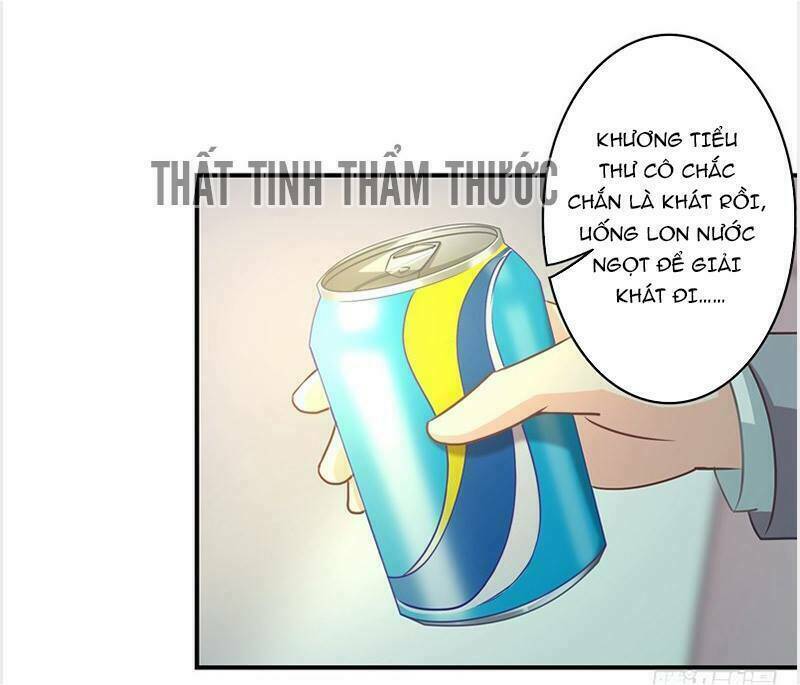 THẤT TINH THẨM THƯỚC
KHƯƠNG TIỂU
THƯ CÔ CHẮC
CHẮN LÀ KHÁT RỒI,
UỐNG LON NƯỚC
NGỌT ĐỂ GIẢI
KHÁT ĐI......